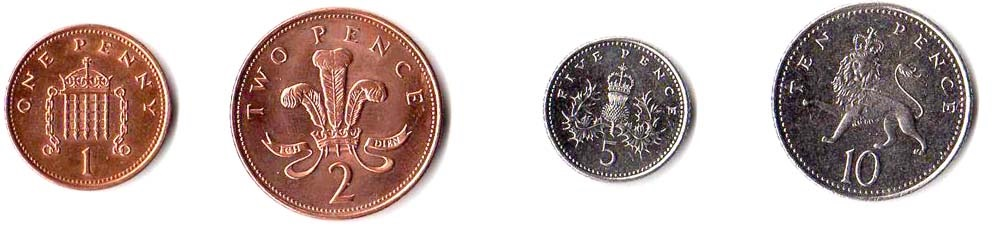 ONE PENNY
1
TWO PENCE
ICH DIEN
2
FIVE PENCE
5
TEN PENCE
10